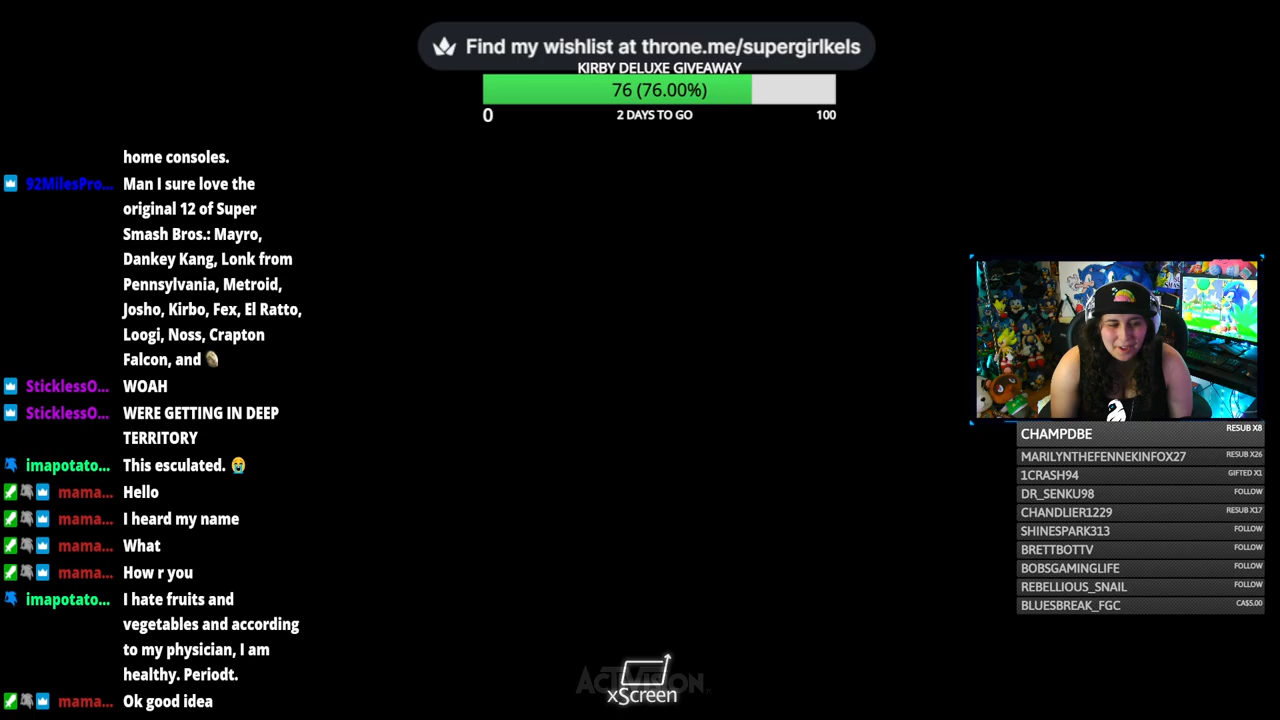 Find my wishlist at throne.me/supergirlkels
KIRBY DELUXE GIVEAWAY
76 (76.00%)
0
2 DAYS TO GO
100
home consoles.
92MilesPro... Man I sure love the
original 12 of Super
Smash Bros.: Mayro,
Dankey Kang, Lonk from
Pennsylvania, Metroid,
Josho, Kirbo, Fex, El Ratto,
Loogi, Noss, Crapton
Falcon, and
SticklessO... WOAH
SticklessO... WERE GETTING IN DEEP
TERRITORY
imapotato... This esculated. 😭
mama... Hello
mama... I heard my name
mama... What
mama... How r you
imapotato... I hate fruits and
vegetables and according
to my physician, I am
healthy. Periodt.
mama... Ok good idea
CHAMPDBE RESUB X8
MARILYNTHEFENNEKINFOX27 RESUB X26
1CRASH94 GIFTED X1
DR_SENKU98 FOLLOW
CHANDLIER1229 RESUB X17
SHINESPARK313 FOLLOW
BRETTBOTTV FOLLOW
BOBSGAMINGLIFE FOLLOW
REBELLIOUS_SNAIL FOLLOW
BLUESBREAK_FGC CA$5.00
ACTIVISION
xScreen